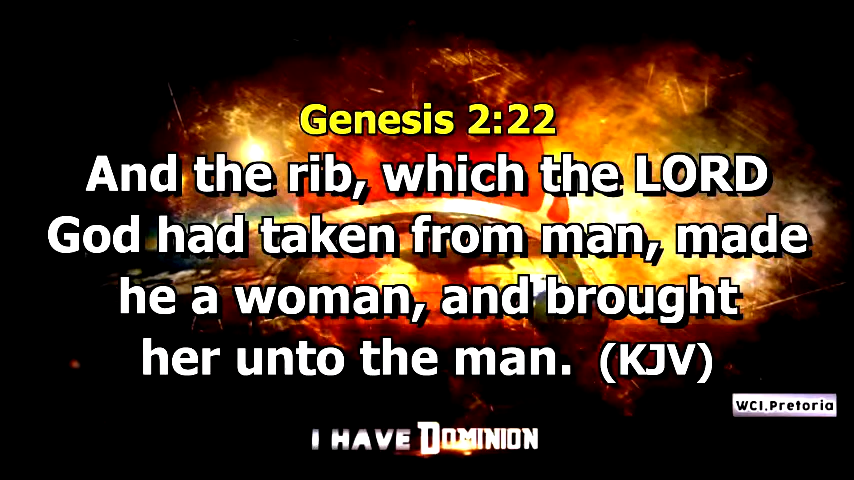 Genesis 2:22
And the rib, which the LORD
God had taken from man, made
he a woman, and brought
her unto the man. (KJV)
WCI.Pretoria
I HAVE DOMINION